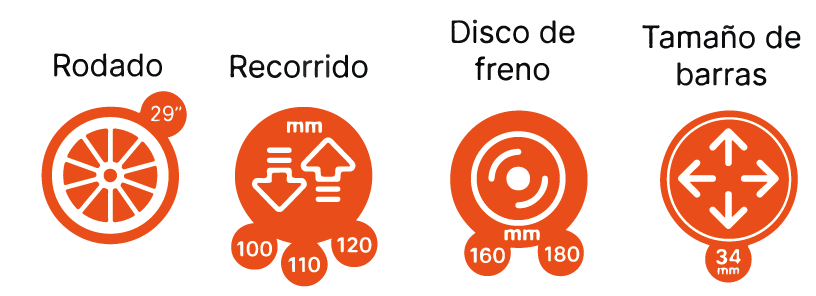 Rodado
29”
Recorrido
mm
100
110
120
Disco de
freno
mm
160
180
Tamaño de
barras
34
mm